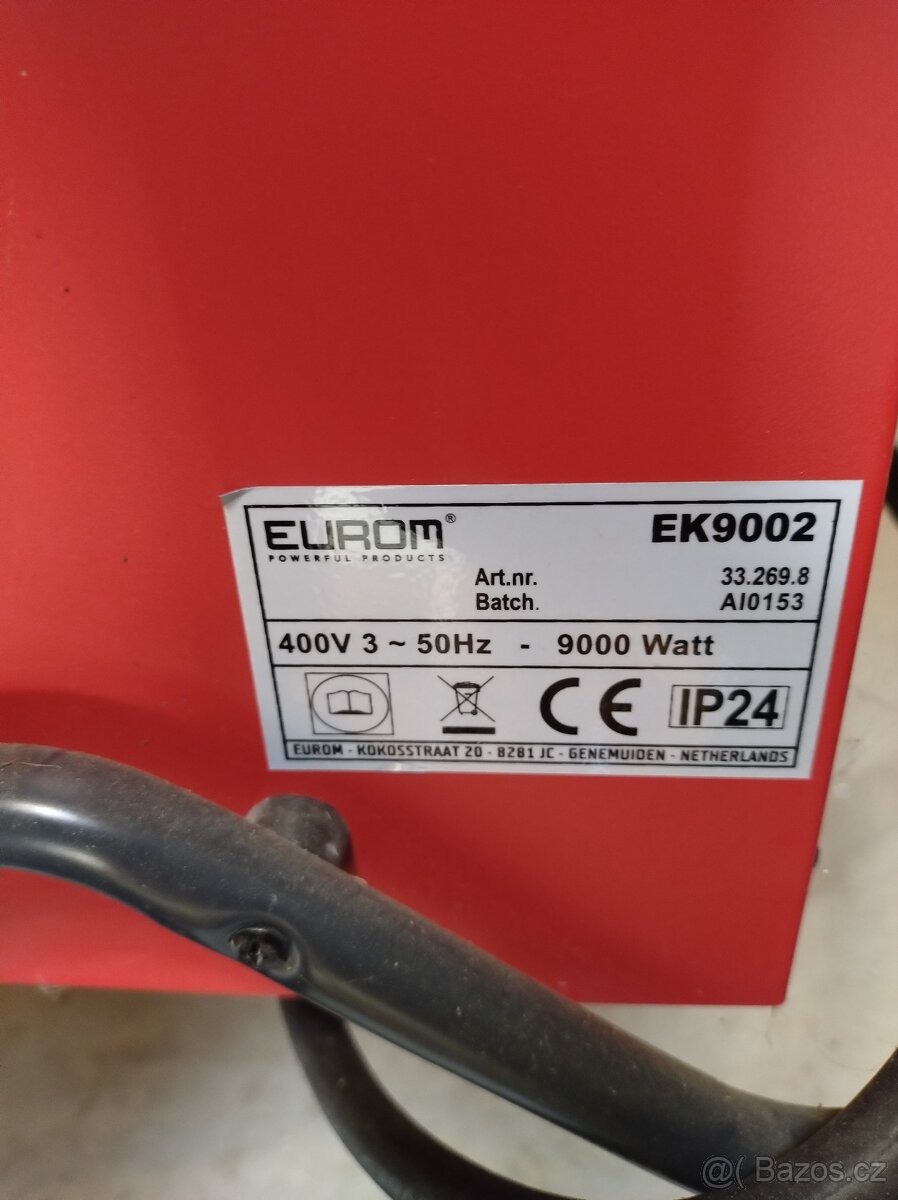 EUROM®
POWERFUL PRODUCTS
EK9002
Art.nr. 33.269.8
Batch. AI0153
400V 3 ~ 50Hz - 9000 Watt
CE IP24
EUROM - KOKOSSTRAAT 20 - 8281 JC - GENEMUIDEN - NETHERLANDS
@( Bazos.cz